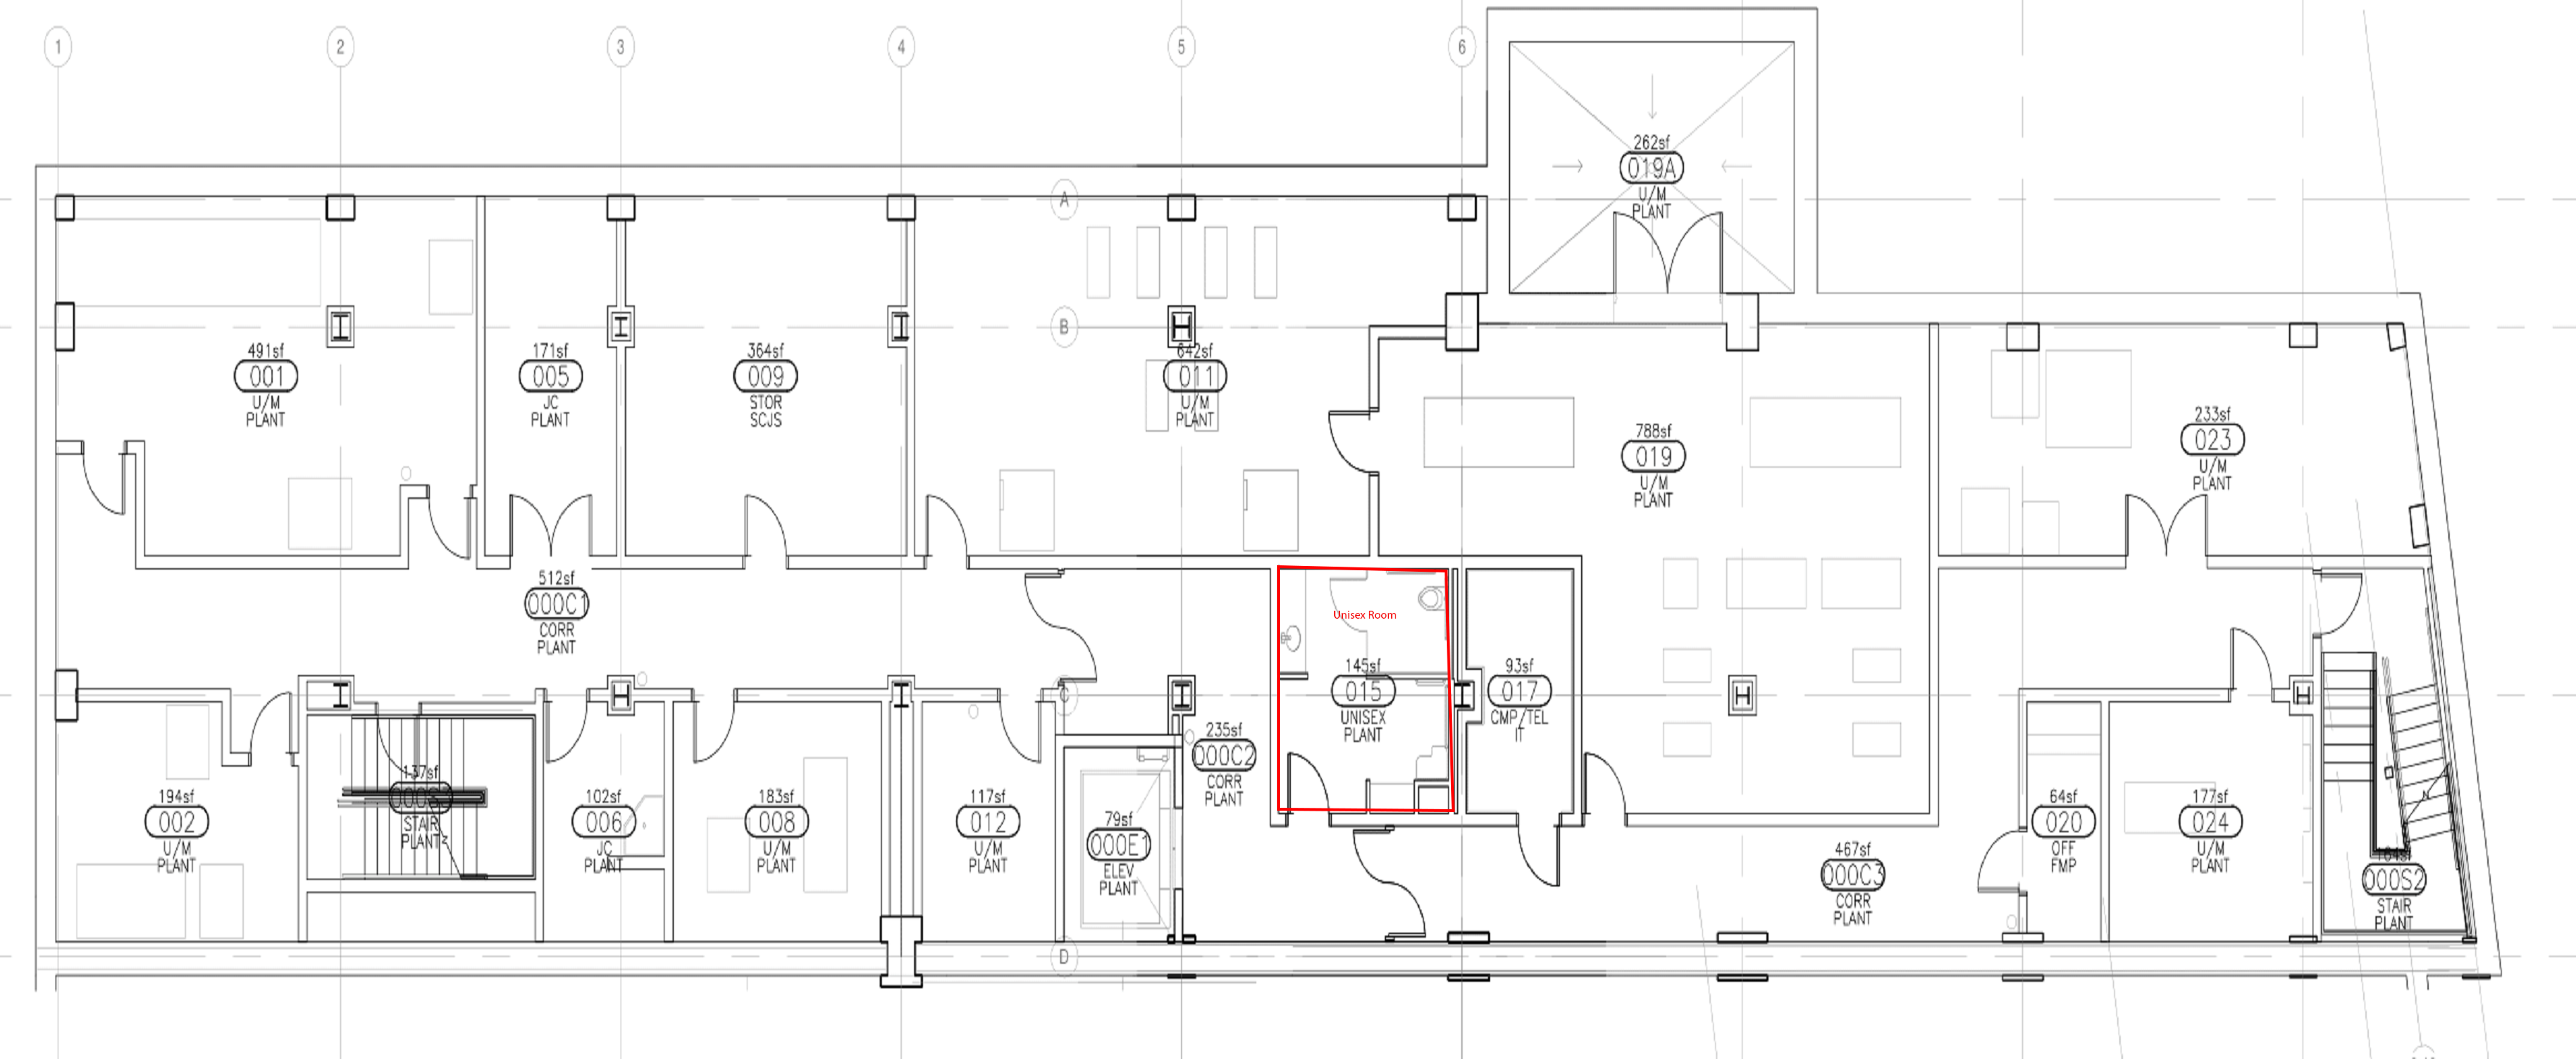 1
2
3
4
5
6
262sf
019A
U/M
PLANT
A
B
491sf
001
U/M
PLANT
171sf
005
JC
PLANT
364sf
009
STOR
SCJS
642sf
011
U/M
PLANT
788sf
019
U/M
PLANT
233sf
023
U/M
PLANT
512sf
000C1
CORR
PLANT
Unisex Room
145sf
015
UNISEX
PLANT
93sf
017
CMP/TEL
IT
C
235sf
000C2
CORR
PLANT
194sf
002
U/M
PLANT
137sf
STAIR
PLANT
102sf
006
JC
PLANT
183sf
008
U/M
PLANT
117sf
012
U/M
PLANT
79sf
000E1
ELEV
PLANT
467sf
000C3
CORR
PLANT
64sf
020
OFF
FMP
177sf
024
U/M
PLANT
000S2
STAIR
PLANT
D